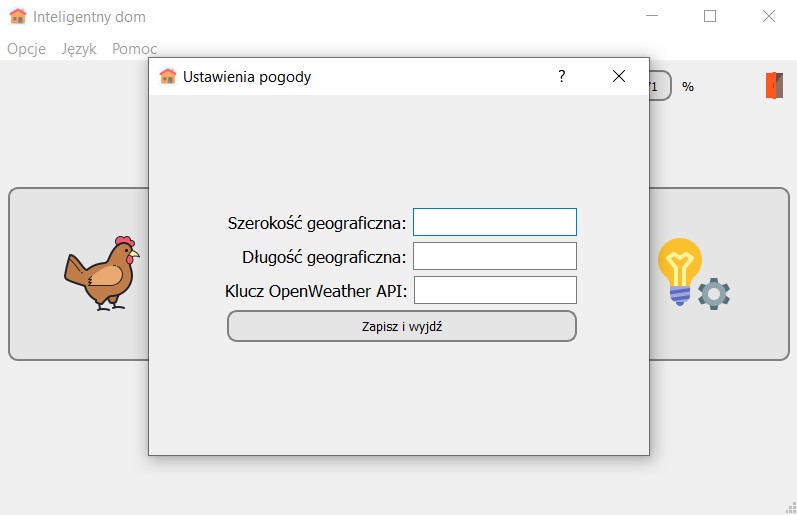 Inteligentny dom
Opcje Język Pomoc
Ustawienia pogody ?
%
Szerokość geograficzna:
Długość geograficzna:
Klucz OpenWeather API:
Zapisz i wyjdź